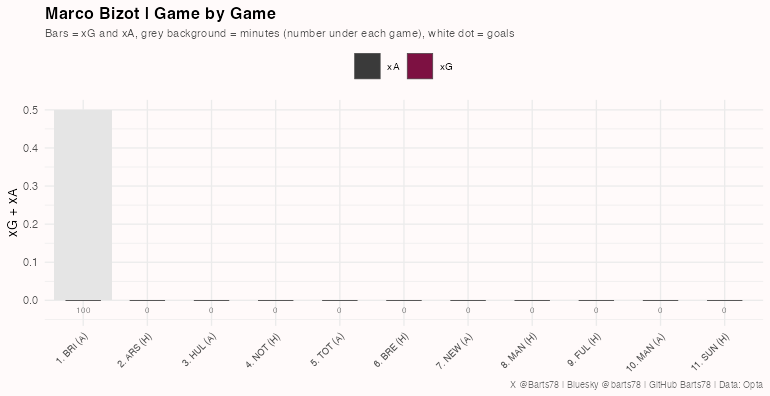 Marco Bizot | Game by Game
Bars = xG and xA, grey background = minutes (number under each game), white dot = goals
xA xG
xG + xA
0.5
0.4
0.3
0.2
0.1
0.0
100 0 0 0 0 0 0 0 0 0 0
1. BRI (A) 2. ARS (H) 3. HUL (A) 4. NOT (H) 5. TOT (A) 6. BRE (H) 7. NEW (A) 8. MAN (H) 9. FUL (H) 10. MAN (A) 11. SUN (H)
X @Barts78 | Bluesky @barts78 | GitHub Barts78 | Data: Opta